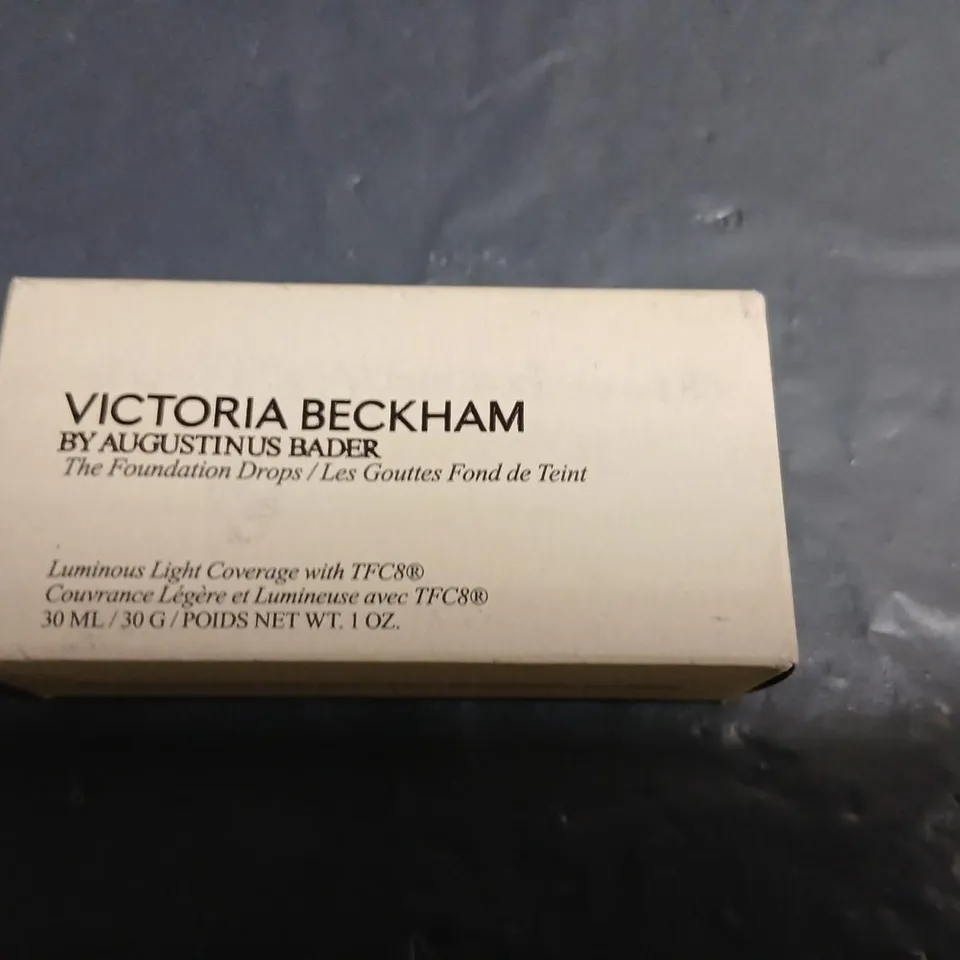 VICTORIA BECKHAM
BY AUGUSTINUS BADER
The Foundation Drops / Les Gouttes Fond de Teint
Luminous Light Coverage with TFC8®
Couvrance Légère et Lumineuse avec TFC8®
30 ML / 30 G / POIDS NET WT. 1 OZ.